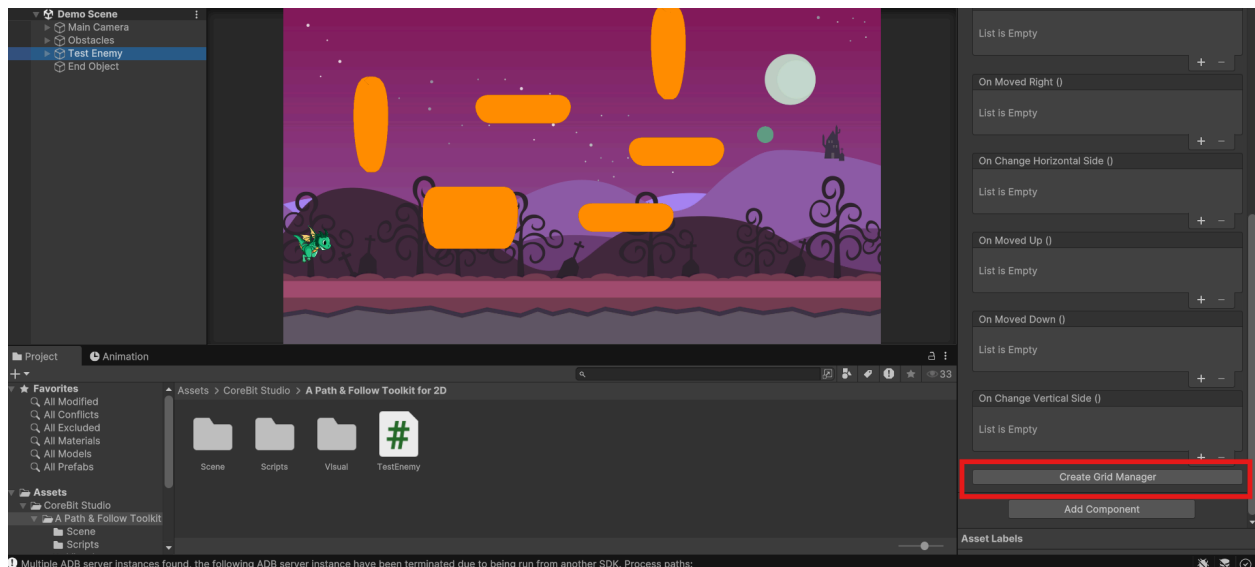 Demo Scene
Main Camera
Obstacles
Test Enemy
End Object
List is Empty
On Moved Right ()
List is Empty
On Change Horizontal Side ()
List is Empty
On Moved Up ()
List is Empty
On Moved Down ()
List is Empty
On Change Vertical Side ()
List is Empty
Create Grid Manager
Add Component
Asset Labels
Project
Animation
33
Favorites
All Modified
All Conflicts
All Excluded
All Materials
All Models
All Prefabs
Assets
CoreBit Studio
A Path & Follow Toolkit
Scene
Scripts
Assets > CoreBit Studio > A Path & Follow Toolkit for 2D
#
Scene
Scripts
Visual
TestEnemy
Multiple ADB server instances found, the following ADB server instance have been terminated due to being run from another SDK. Process paths: